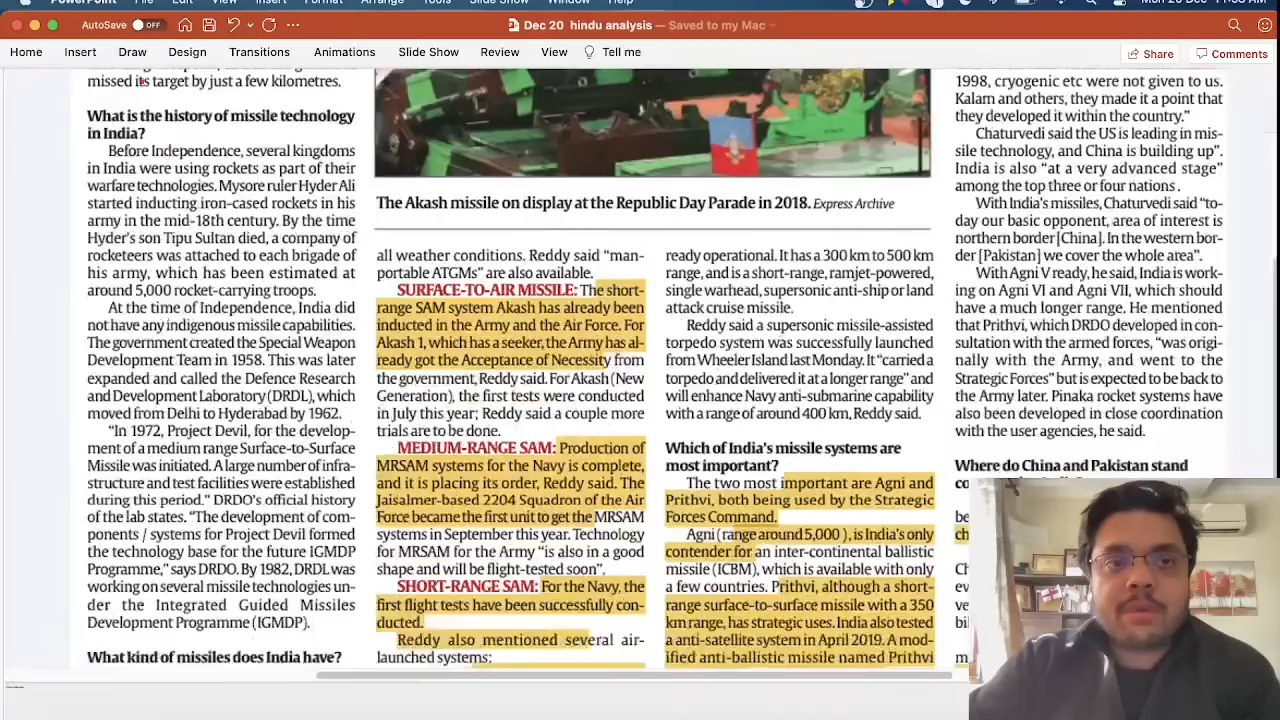 PowerPoint File Edit View Insert Format Arrange Tools Slide Show Window Help
AutoSave OFF
Dec 20 hindu analysis — Saved to my Mac
Home Insert Draw Design Transitions Animations Slide Show Review View Tell me
Share Comments
missed its target by just a few kilometres.
What is the history of missile technology
in India?
Before Independence, several kingdoms
in India were using rockets as part of their
warfare technologies. Mysore ruler Hyder Ali
started inducting iron-cased rockets in his
army in the mid-18th century. By the time
Hyder's son Tipu Sultan died, a company of
rocketeers was attached to each brigade of
his army, which has been estimated at
around 5,000 rocket-carrying troops.
At the time of Independence, India did
not have any indigenous missile capabilities.
The government created the Special Weapon
Development Team in 1958. This was later
expanded and called the Defence Research
and Development Laboratory (DRDL), which
moved from Delhi to Hyderabad by 1962.
"In 1972, Project Devil, for the develop-
ment of a medium range Surface-to-Surface
Missile was initiated. A large number of infra-
structure and test facilities were established
during this period." DRDO's official history
of the lab states. "The development of com-
ponents / systems for Project Devil formed
the technology base for the future IGMDP
Programme," says DRDO. By 1982, DRDL was
working on several missile technologies un-
der the Integrated Guided Missiles
Development Programme (IGMDP).
What kind of missiles does India have?
The Akash missile on display at the Republic Day Parade in 2018. Express Archive
all weather conditions. Reddy said "man-
portable ATGMs" are also available.
SURFACE-TO-AIR MISSILE: The short-
range SAM system Akash has already been
inducted in the Army and the Air Force. For
Akash 1, which has a seeker, the Army has al-
ready got the Acceptance of Necessity from
the government, Reddy said. For Akash (New
Generation), the first tests were conducted
in July this year; Reddy said a couple more
trials are to be done.
MEDIUM-RANGE SAM: Production of
MRSAM systems for the Navy is complete,
and it is placing its order, Reddy said. The
Jaisalmer-based 2204 Squadron of the Air
Force became the first unit to get the MRSAM
systems in September this year. Technology
for MRSAM for the Army "is also in a good
shape and will be flight-tested soon".
SHORT-RANGE SAM: For the Navy, the
first flight tests have been successfully con-
ducted.
Reddy also mentioned several air-
launched systems:
ready operational. It has a 300 km to 500 km
range, and is a short-range, ramjet-powered,
single warhead, supersonic anti-ship or land
attack cruise missile.
Reddy said a supersonic missile-assisted
torpedo system was successfully launched
from Wheeler Island last Monday. It "carried a
torpedo and delivered it at a longer range" and
will enhance Navy anti-submarine capability
with a range of around 400 km, Reddy said.
Which of India's missile systems are
most important?
The two most important are Agni and
Prithvi, both being used by the Strategic
Forces Command.
Agni (range around 5,000 ), is India's only
contender for an inter-continental ballistic
missile (ICBM), which is available with only
a few countries. Prithvi, although a short-
range surface-to-surface missile with a 350
km range, has strategic uses. India also tested
a anti-satellite system in April 2019. A mod-
ified anti-ballistic missile named Prithvi
1998, cryogenic etc were not given to us.
Kalam and others, they made it a point that
they developed it within the country."
Chaturvedi said the US is leading in mis-
sile technology, and China is building up".
India is also "at a very advanced stage"
among the top three or four nations .
With India's missiles, Chaturvedi said "to-
day our basic opponent, area of interest is
northern border [China]. In the western bor-
der [Pakistan] we cover the whole area".
With Agni V ready, he said, India is work-
ing on Agni VI and Agni VII, which should
have a much longer range. He mentioned
that Prithvi, which DRDO developed in con-
sultation with the armed forces, "was origi-
nally with the Army, and went to the
Strategic Forces" but is expected to be back to
the Army later. Pinaka rocket systems have
also been developed in close coordination
with the user agencies, he said.
Where do China and Pakistan stand